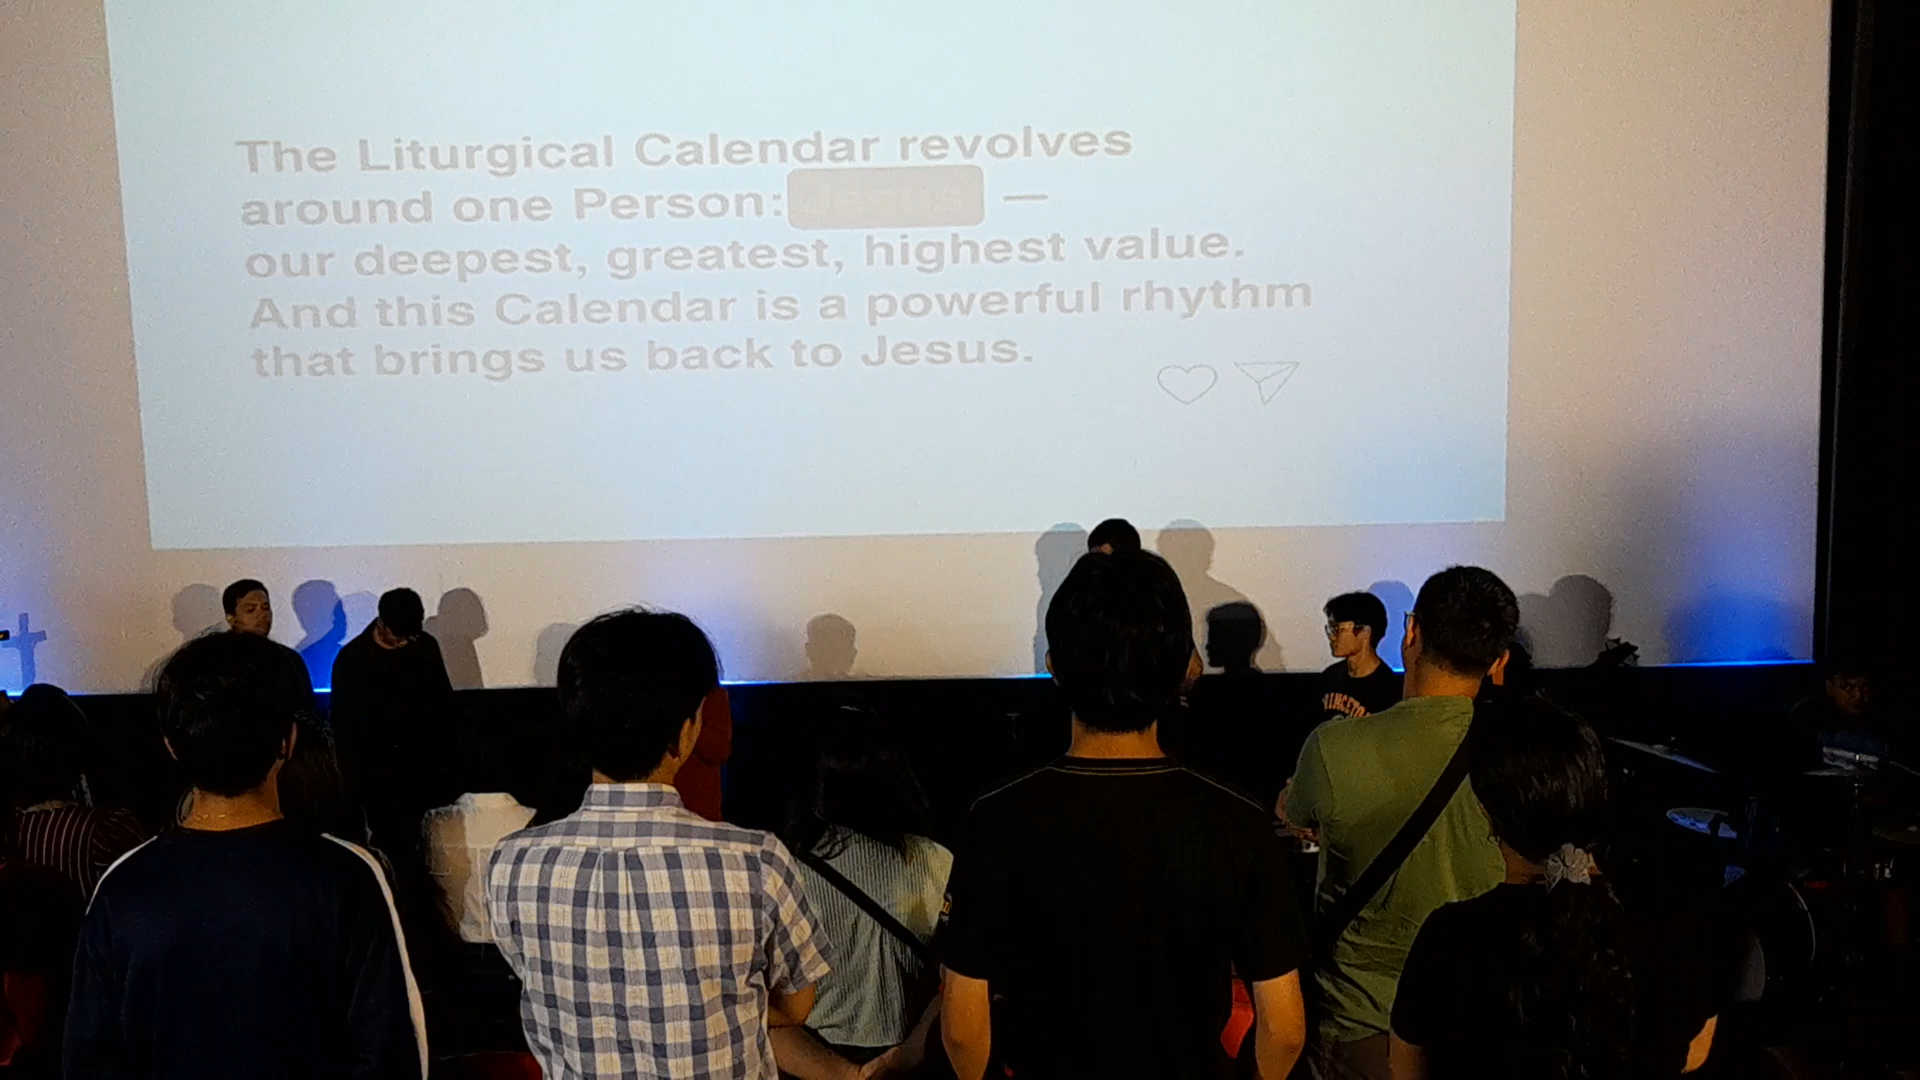 The Liturgical Calendar revolves
around one Person: Jesus —
our deepest, greatest, highest value.
And this Calendar is a powerful rhythm
that brings us back to Jesus.